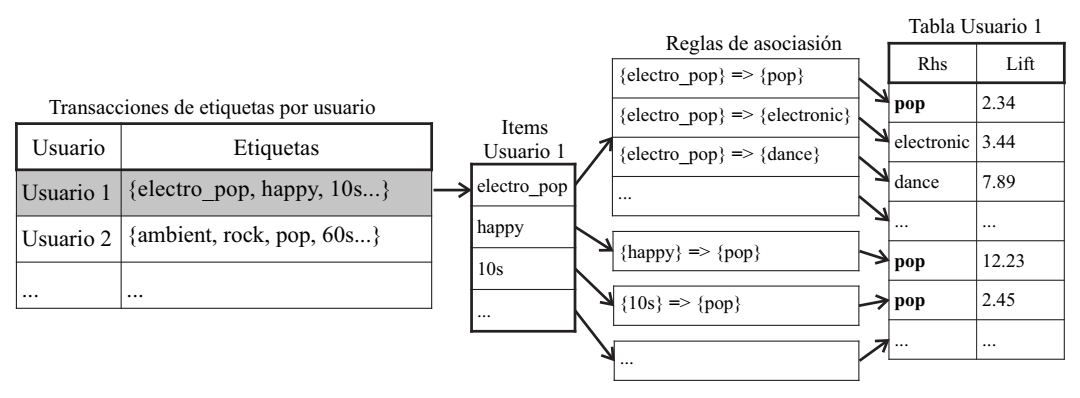 Transacciones de etiquetas por usuario
Usuario Etiquetas
Usuario 1 {electro_pop, happy, 10s...}
Usuario 2 {ambient, rock, pop, 60s...}
... ...
Items
Usuario 1
electro_pop
happy
10s
...
Reglas de asociasión
{electro_pop} => {pop}
{electro_pop} => {electronic}
{electro_pop} => {dance}
...
{happy} => {pop}
{10s} => {pop}
...
Tabla Usuario 1
Rhs Lift
pop 2.34
electronic 3.44
dance 7.89
... ...
pop 12.23
pop 2.45
... ...